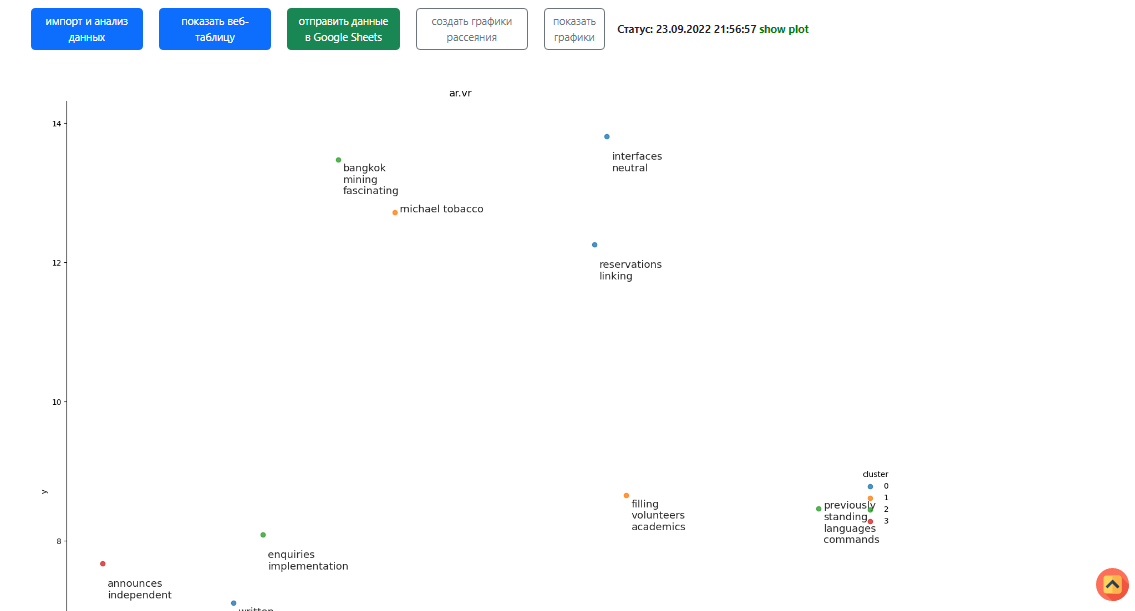 импорт и анализ
данных
показать веб-
таблицу
отправить данные
в Google Sheets
создать графики
рассеяния
показать
графики
Статус: 23.09.2022 21:56:57 show plot
ar.vr
14
interfaces
neutral
bangkok
mining
fascinating
michael tobacco
12
reservations
linking
10
cluster
0
1
2
3
y
filling
volunteers
academics
previously
standing
languages
commands
8
enquiries
implementation
announces
independent
written